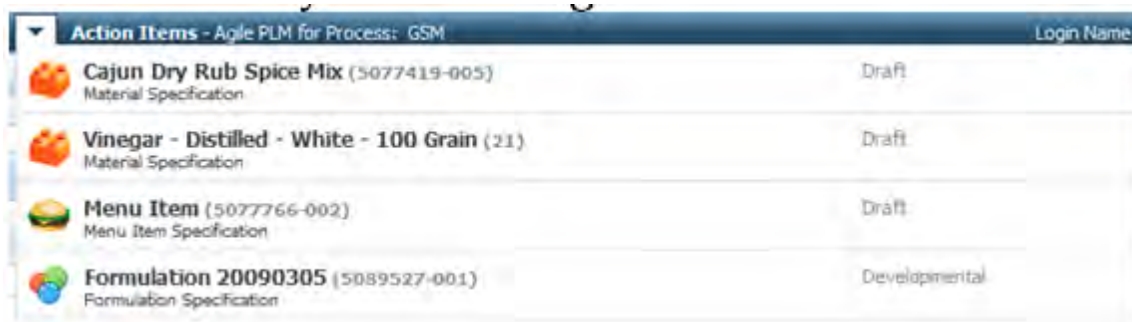 Action Items - Agile PLM for Process: GSM Login Name
Cajun Dry Rub Spice Mix (5077419-005) Draft
Material Specification
Vinegar - Distilled - White - 100 Grain (21) Draft
Material Specification
Menu Item (5077766-002) Draft
Menu Item Specification
Formulation 20090305 (5089527-001) Developmental
Formulation Specification